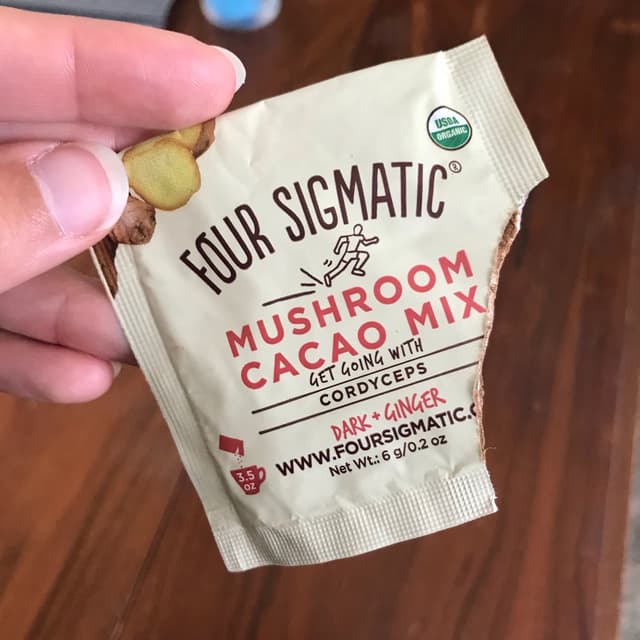 USDA
ORGANIC
FOUR SIGMATIC®
MUSHROOM
CACAO MIX
GET GOING WITH
CORDYCEPS
DARK + GINGER
WWW.FOURSIGMATIC.C
Net Wt.: 6 g/0.2 oz
3.5
OZ